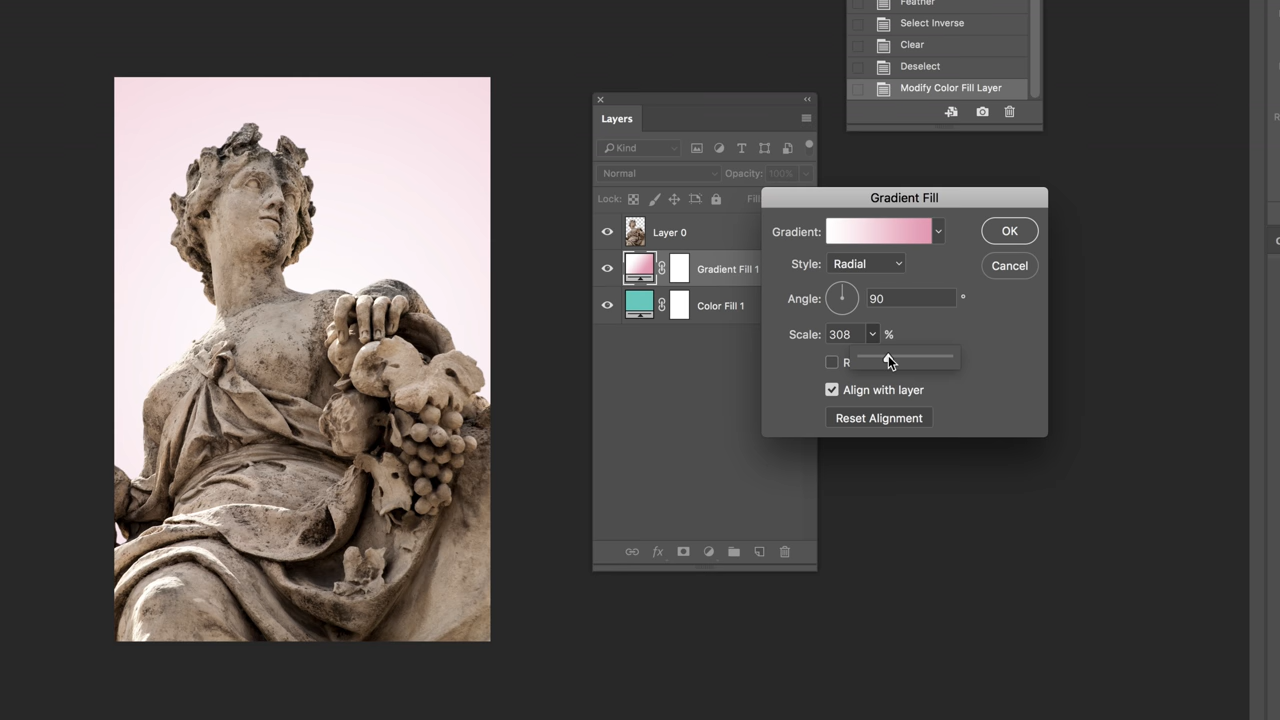 Feather
Select Inverse
Clear
Deselect
Modify Color Fill Layer
Layers
Kind
Normal
Opacity: 100%
Lock:
Fill
Layer 0
Gradient Fill 1
Color Fill 1
Gradient Fill
Gradient:
OK
Style: Radial
Cancel
Angle: 90 °
Scale: 308 %
R
Align with layer
Reset Alignment